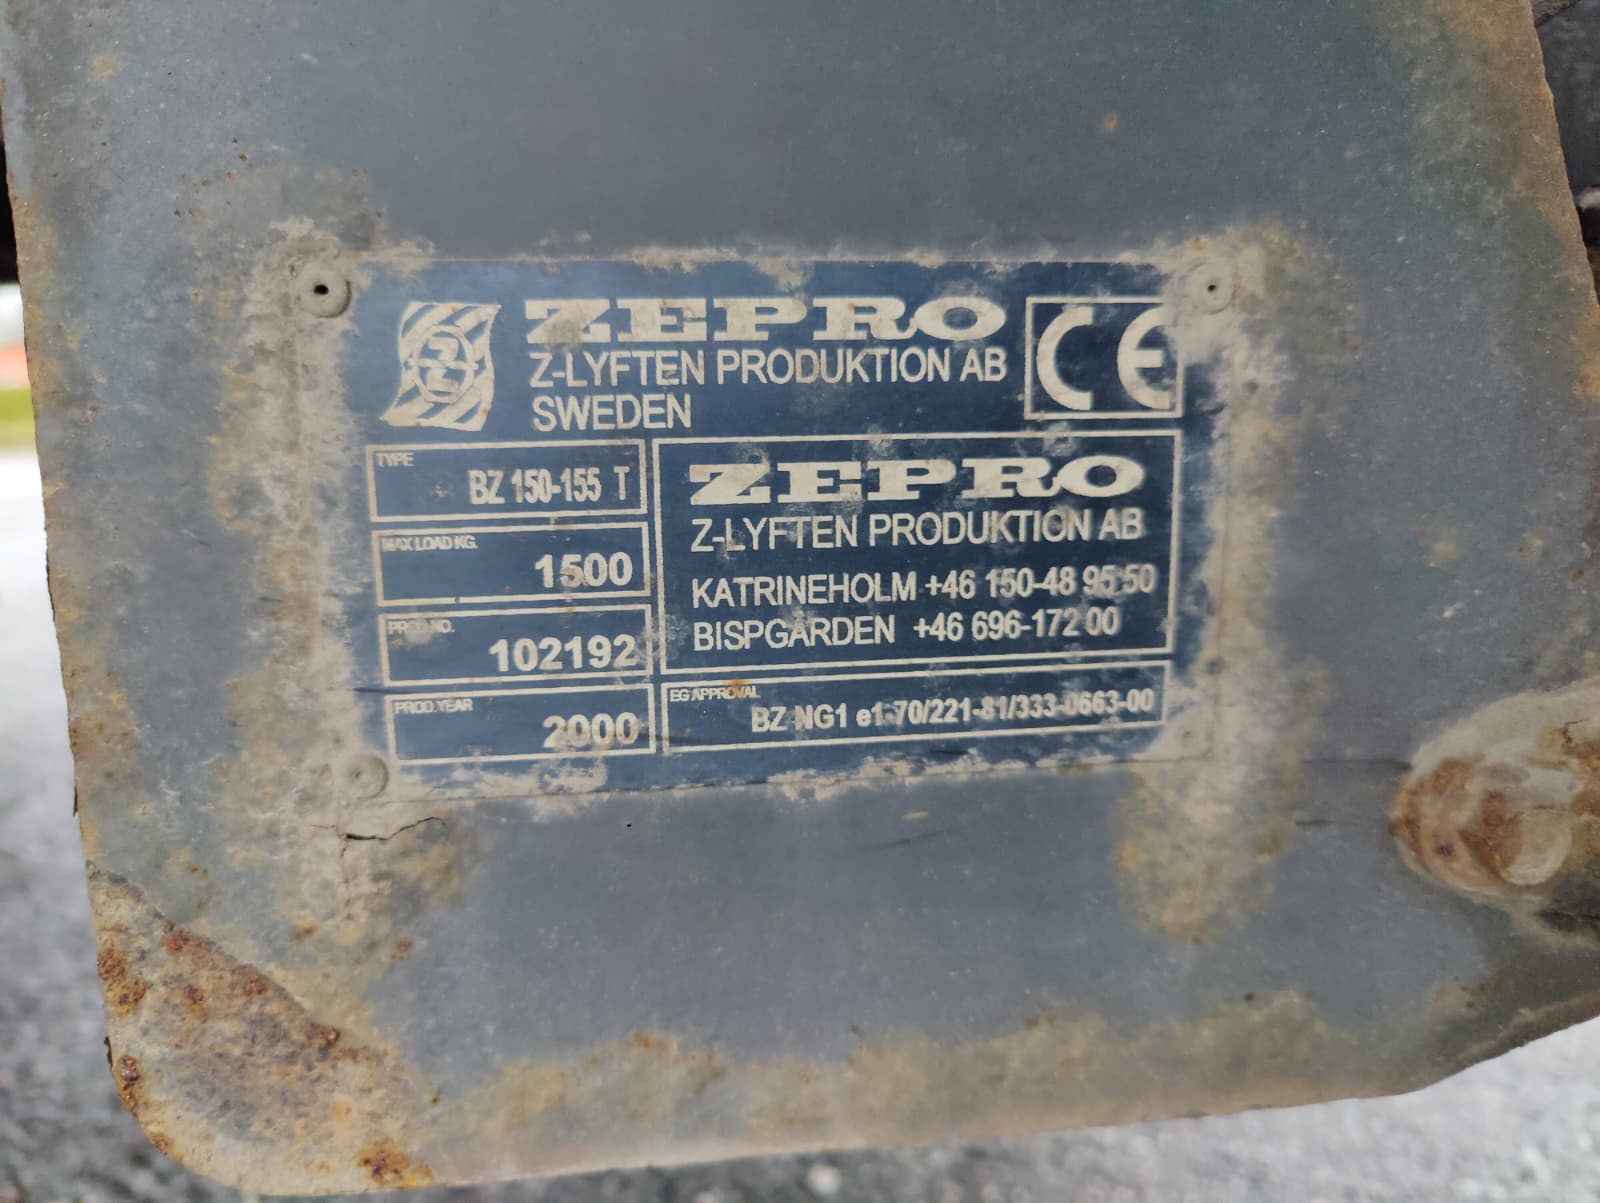 ZEPRO
Z-LYFTEN PRODUKTION AB
SWEDEN
CE
TYPE
BZ 150-155 T
MAX LOAD KG.
1500
PROD. NO.
102192
PROD. YEAR
2000
ZEPRO
Z-LYFTEN PRODUKTION AB
KATRINEHOLM +46 150-48 95 50
BISPGÅRDEN +46 696-172 00
EG APPROVAL
BZ NG1 e1-70/221-81/333-0663-00